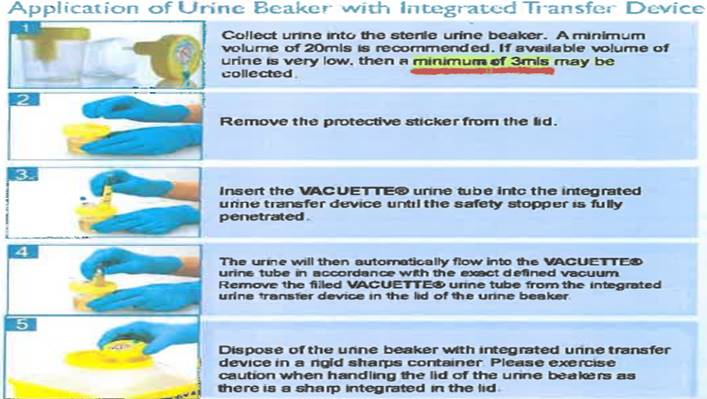 Application of Urine Beaker with Integrated Transfer Device
1
Collect urine into the sterile urine beaker. A minimum
volume of 20mls is recommended. If available volume of
urine is very low, then a minimum of 3mls may be
collected.
2
Remove the protective sticker from the lid.
3
Insert the VACUETTE® urine tube into the integrated
urine transfer device until the safety stopper is fully
penetrated.
4
The urine will then automatically flow into the VACUETTE®
urine tube in accordance with the exact defined vacuum
Remove the filled VACUETTE® urine tube from the integrated
urine transfer device in the lid of the urine beaker.
5
Dispose of the urine beaker with integrated urine transfer
device in a rigid sharps container. Please exercise
caution when handling the lid of the urine beakers as
there is a sharp integrated in the lid.